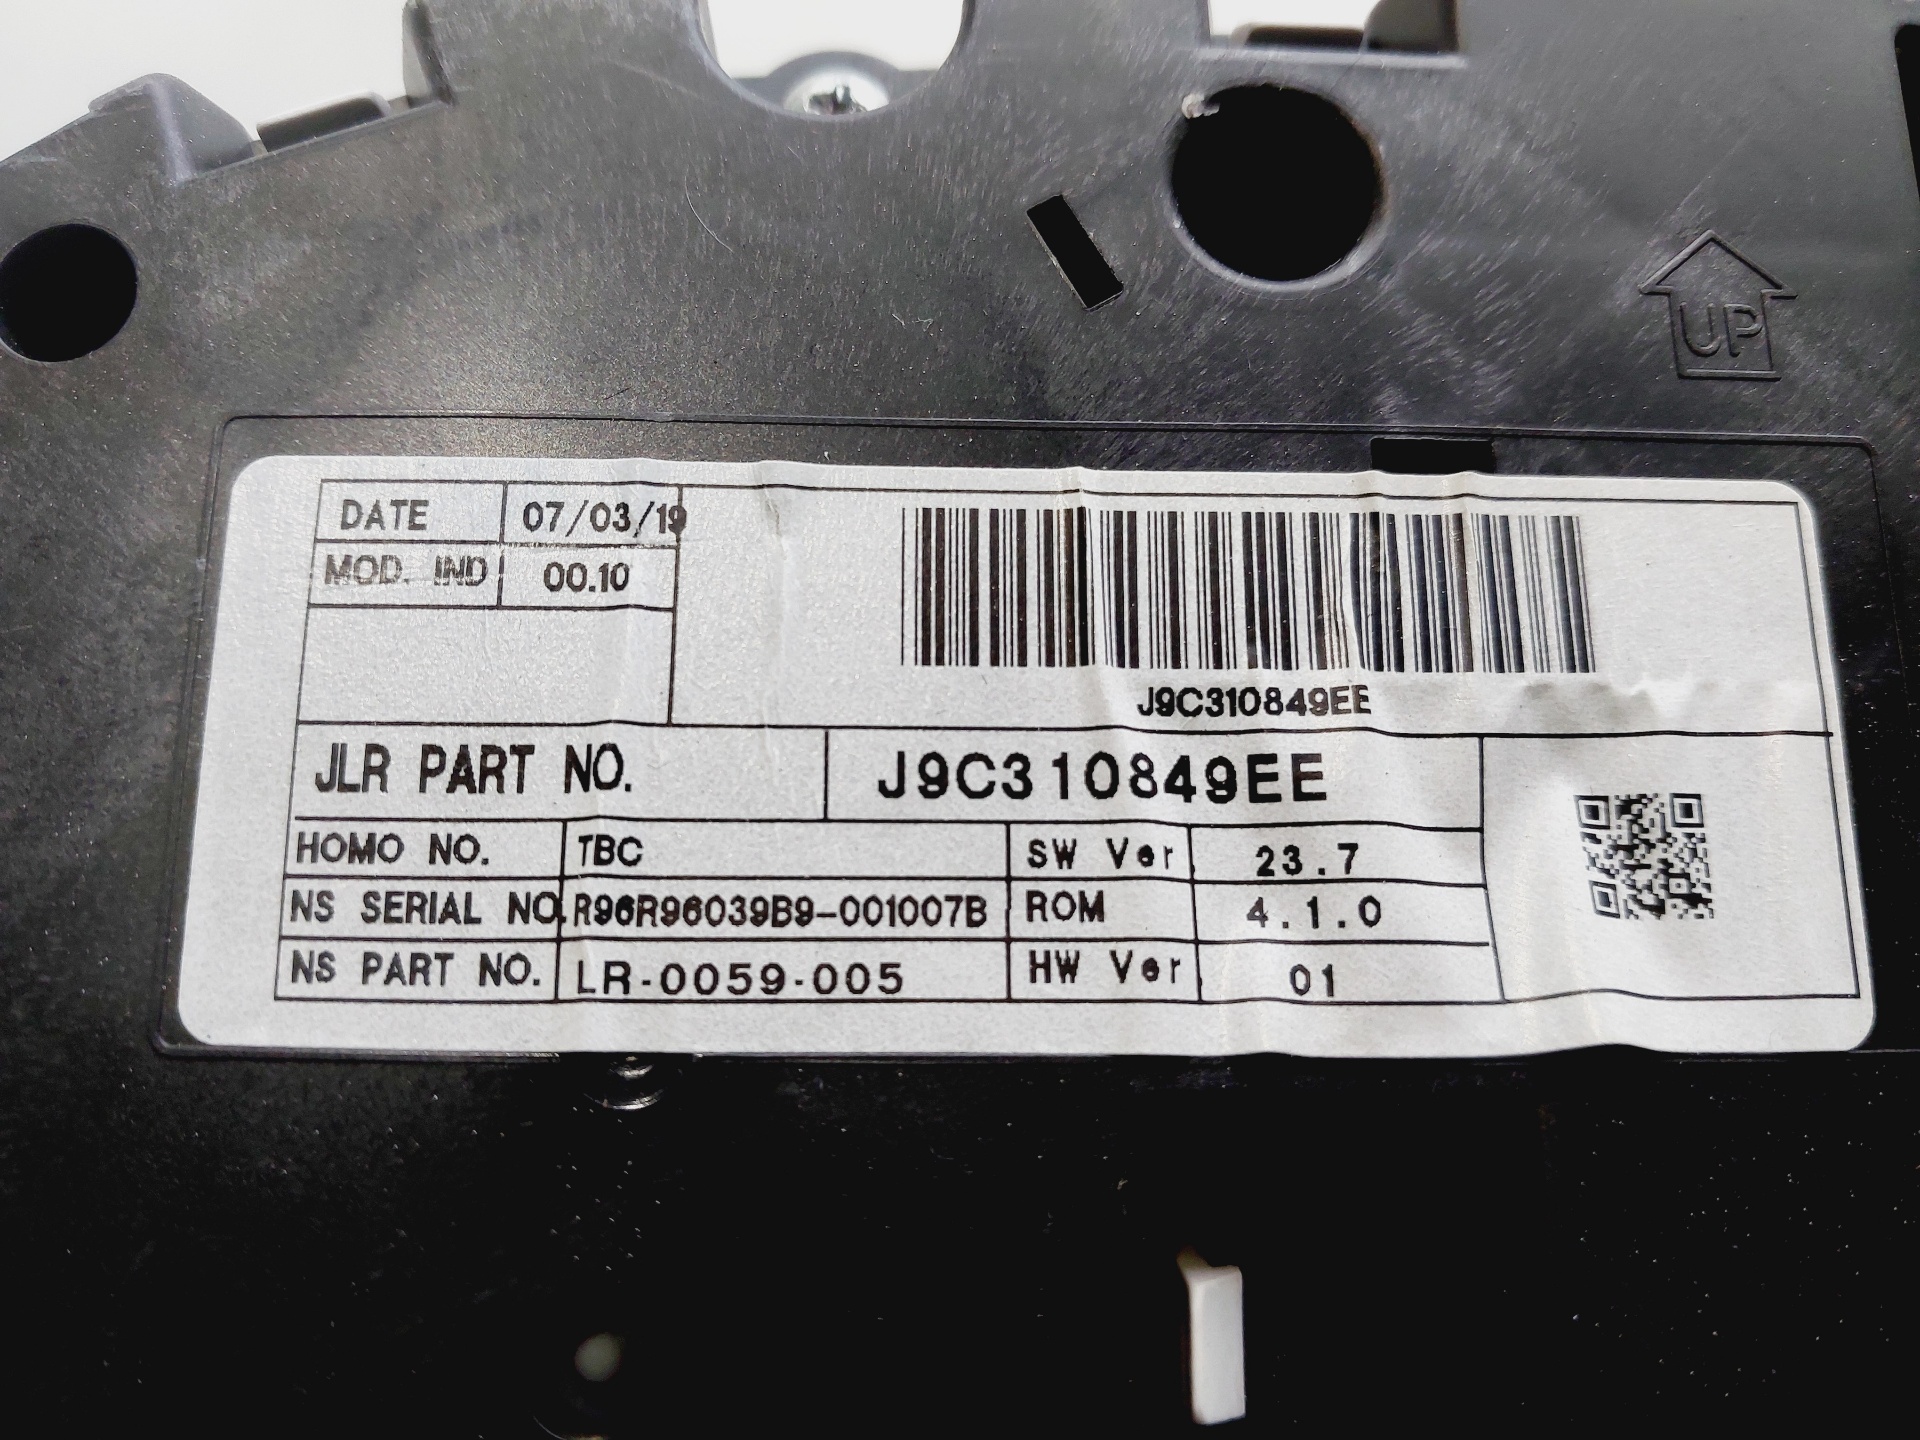 UP
DATE 07/03/19
MOD. IND 00.10
J9C310849EE
JLR PART NO. J9C310849EE
HOMO NO. TBC SW Ver 23.7
NS SERIAL NO. R96R96039B9-001007B ROM 4.1.0
NS PART NO. LR-0059-005 HW Ver 01